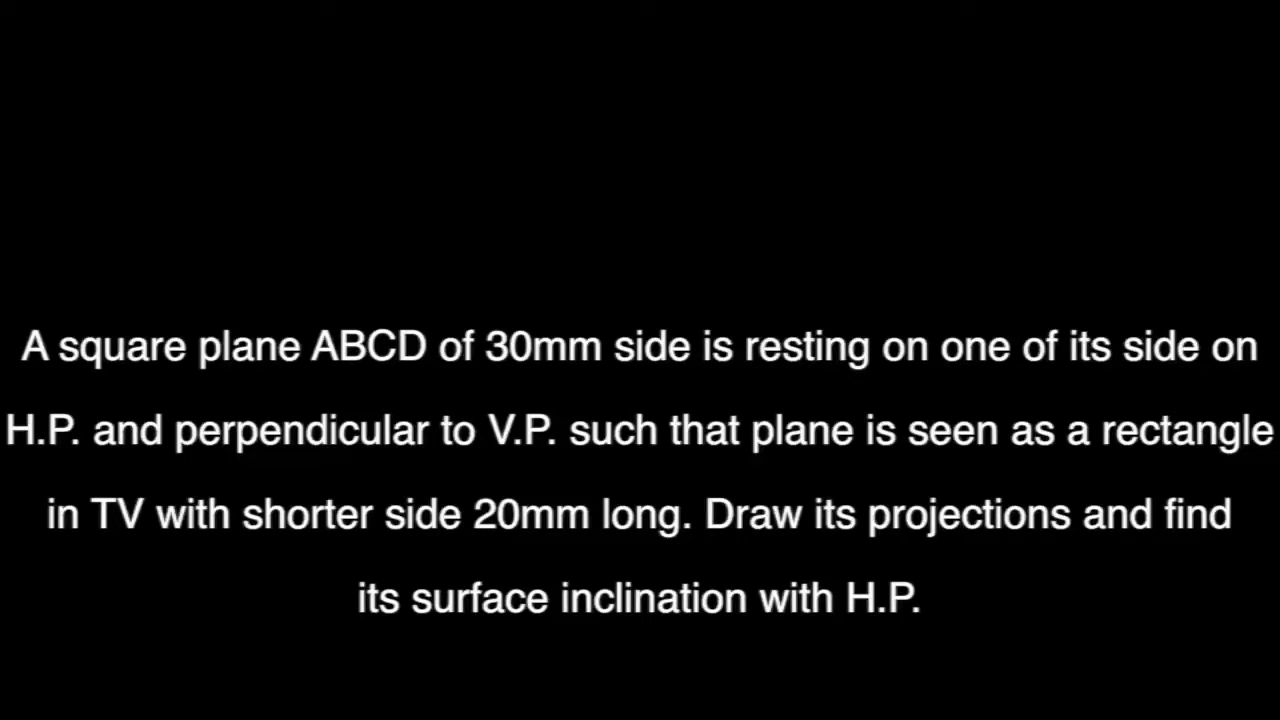 A square plane ABCD of 30mm side is resting on one of its side on
H.P. and perpendicular to V.P. such that plane is seen as a rectangle
in TV with shorter side 20mm long. Draw its projections and find
its surface inclination with H.P.